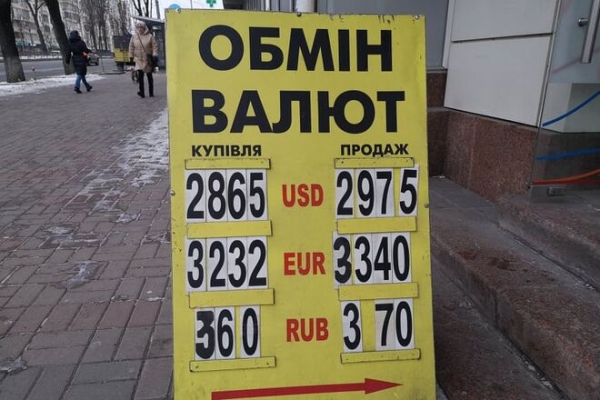 ОБМІН
ВАЛЮТ
КУПІВЛЯ ПРОДАЖ
2865 USD 2975
3232 EUR 3340
360 RUB 370